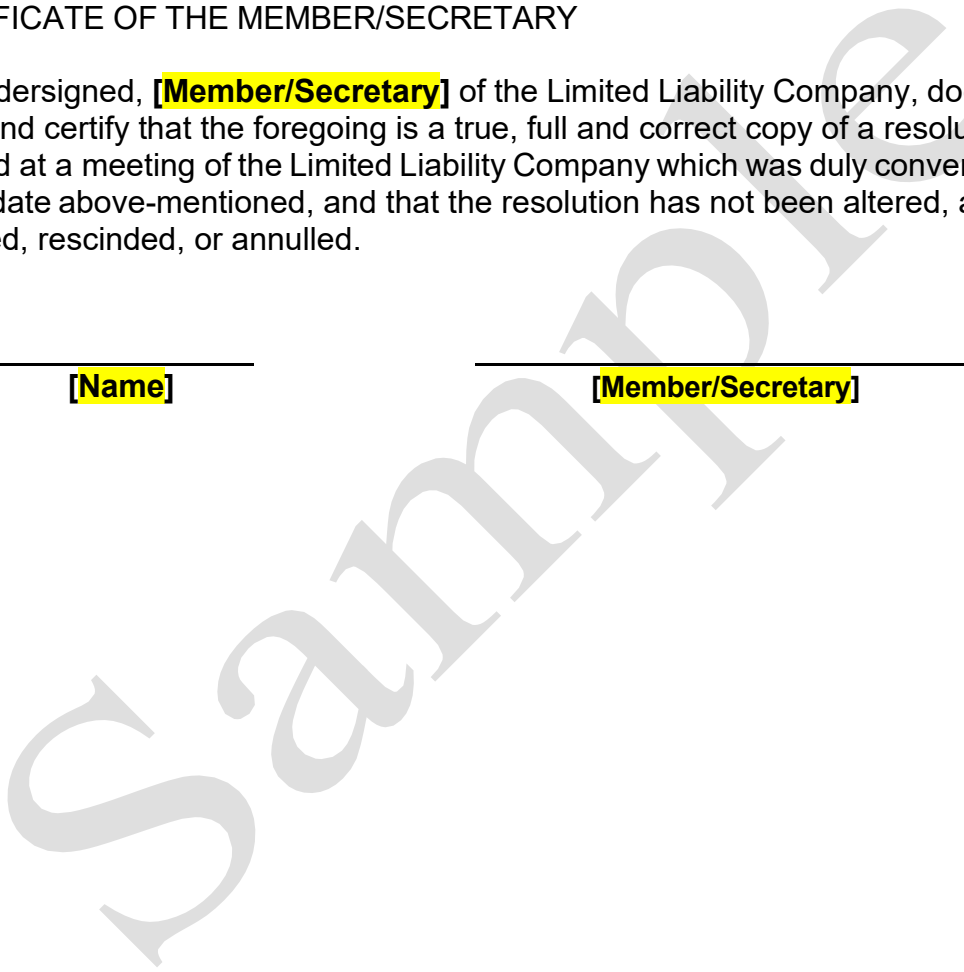 FICATE OF THE MEMBER/SECRETARY
dersigned, [Member/Secretary] of the Limited Liability Company, do
nd certify that the foregoing is a true, full and correct copy of a resolu
d at a meeting of the Limited Liability Company which was duly conver
date above-mentioned, and that the resolution has not been altered, a
ed, rescinded, or annulled.
[Name] [Member/Secretary]
Sample